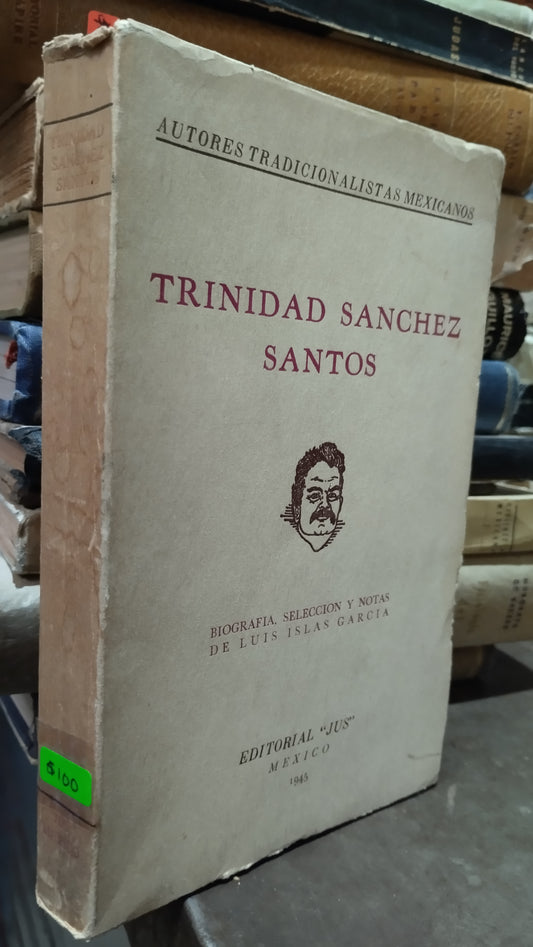 AUTORES TRADICIONALISTAS MEXICANOS
TRINIDAD SANCHEZ
SANTOS
BIOGRAFIA, SELECCION Y NOTAS
DE LUIS ISLAS GARCIA
EDITORIAL "JUS"
MEXICO
1945
TRINIDAD
SANCHEZ
SANTOS
$100
JUDAS